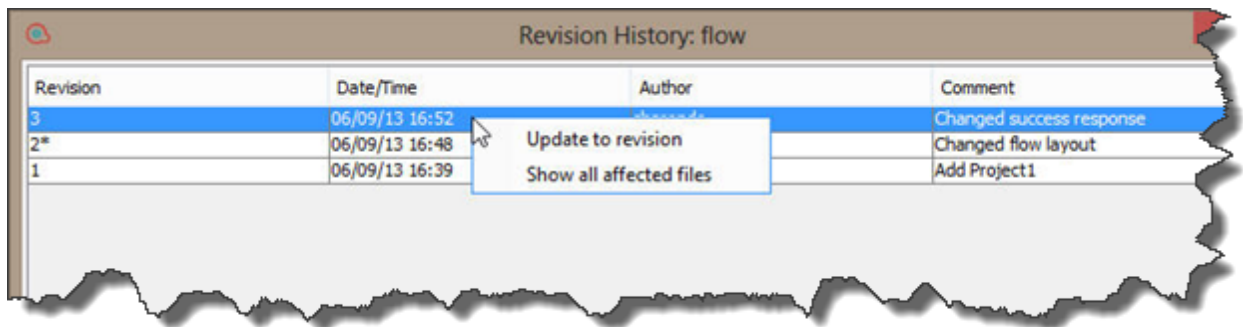 Revision History: flow
Revision Date/Time Author Comment
3 06/09/13 16:52 Changed success response
2* 06/09/13 16:48 Changed flow layout
1 06/09/13 16:39 Add Project1
Update to revision
Show all affected files